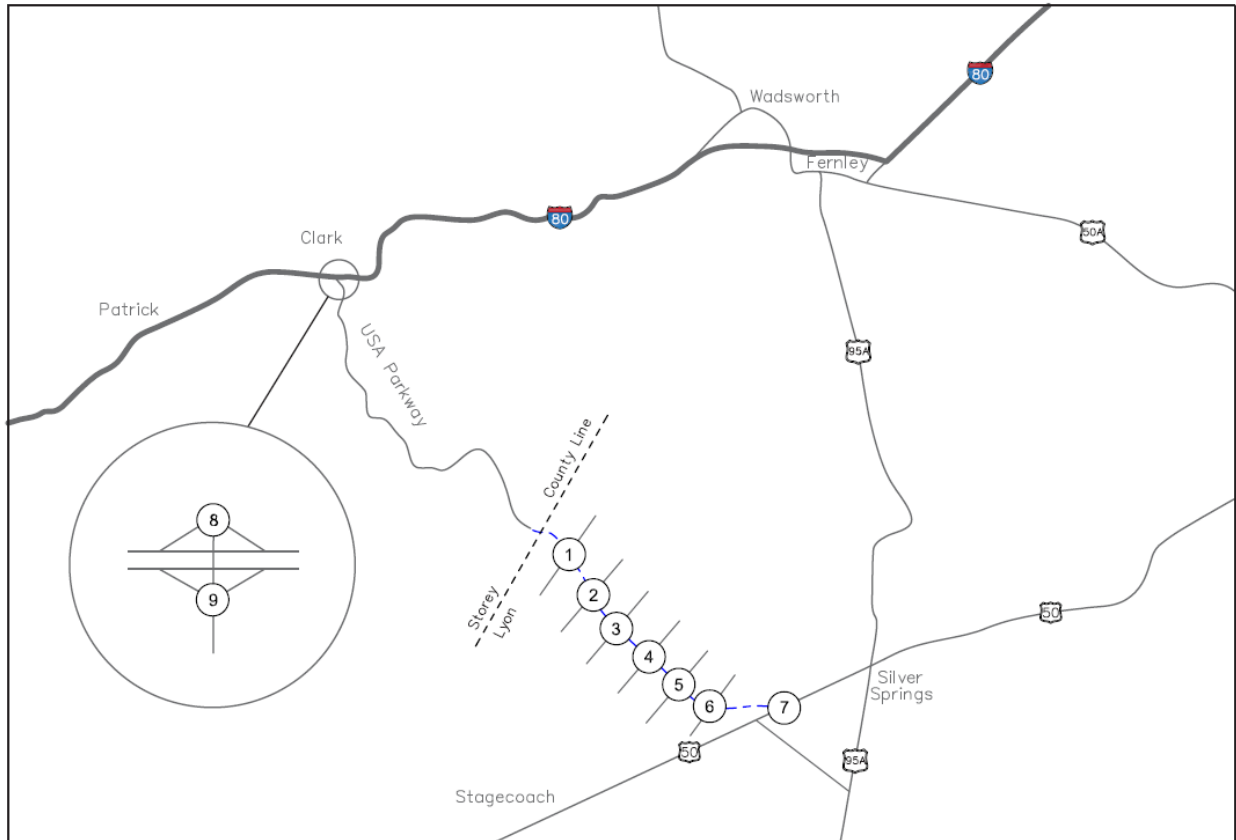 Wadsworth
80
Fernley
80
50A
Clark
Patrick
USA Parkway
95A
County Line
8
9
1
2
3
4
5
6
7
Storey
Lyon
50
Silver
Springs
50
95A
Stagecoach